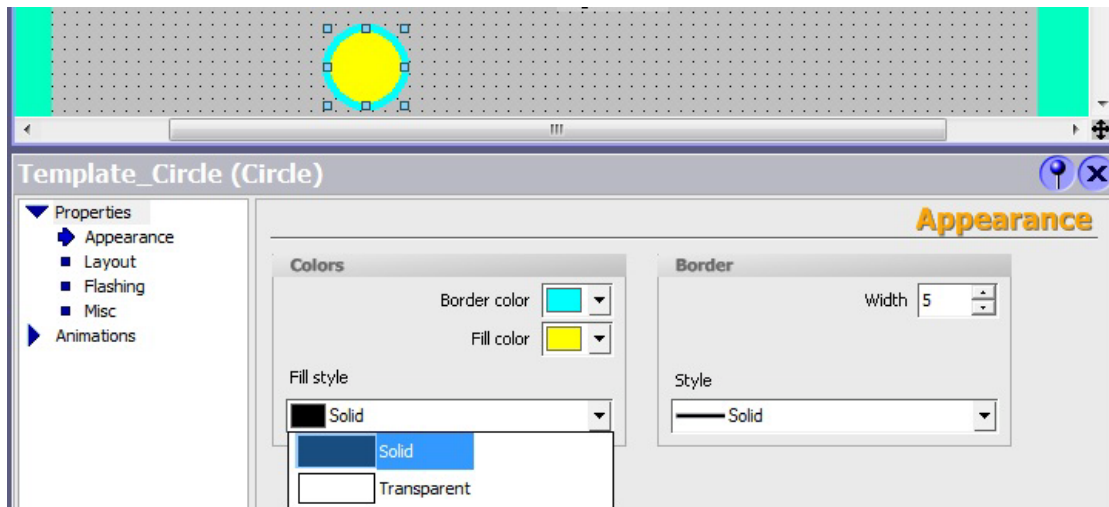 Template_Circle (Circle)
Properties
Appearance
Layout
Flashing
Misc
Animations
Appearance
Colors
Border color
Fill color
Fill style
Solid
Solid
Transparent
Border
Width 5
Style
Solid